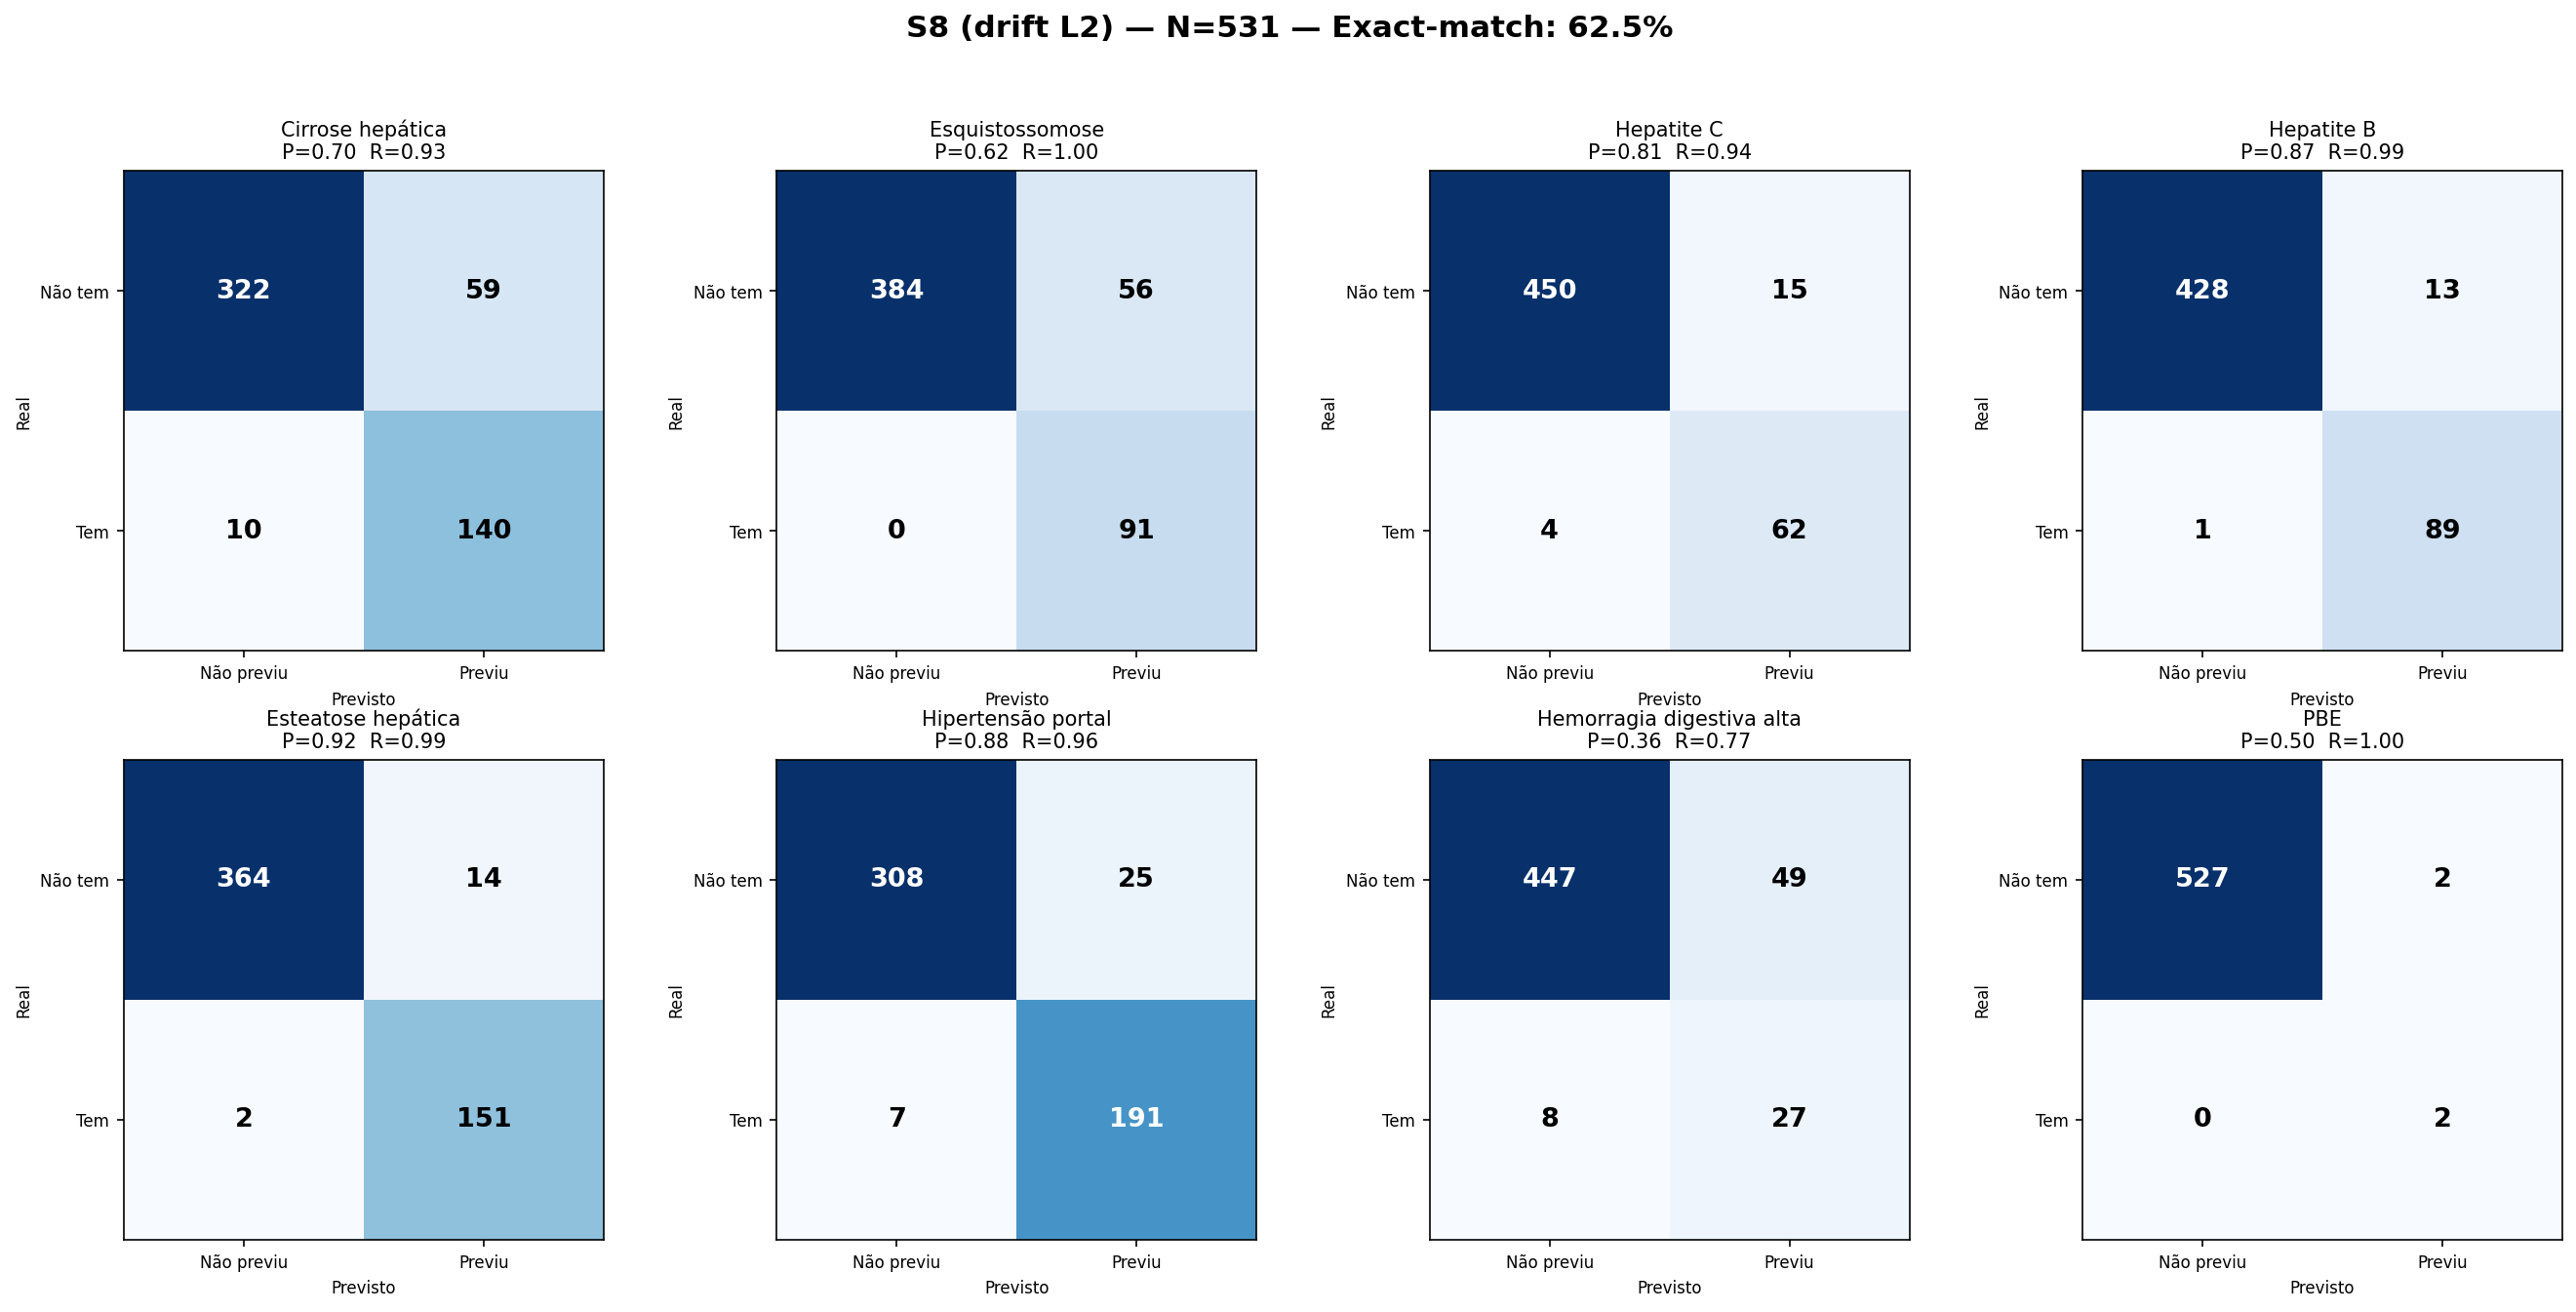 S8 (drift L2) — N=531 — Exact-match: 62.5%
Cirrose hepática
P=0.70 R=0.93
Real
Não tem
322
59
Tem
10
140
Não previu
Previu
Previsto
Esquistossomose
P=0.62 R=1.00
Real
Não tem
384
56
Tem
0
91
Não previu
Previu
Previsto
Hepatite C
P=0.81 R=0.94
Real
Não tem
450
15
Tem
4
62
Não previu
Previu
Previsto
Hepatite B
P=0.87 R=0.99
Real
Não tem
428
13
Tem
1
89
Não previu
Previu
Previsto
Esteatose hepática
P=0.92 R=0.99
Real
Não tem
364
14
Tem
2
151
Não previu
Previu
Previsto
Hipertensão portal
P=0.88 R=0.96
Real
Não tem
308
25
Tem
7
191
Não previu
Previu
Previsto
Hemorragia digestiva alta
P=0.36 R=0.77
Real
Não tem
447
49
Tem
8
27
Não previu
Previu
Previsto
PBE
P=0.50 R=1.00
Real
Não tem
527
2
Tem
0
2
Não previu
Previu
Previsto